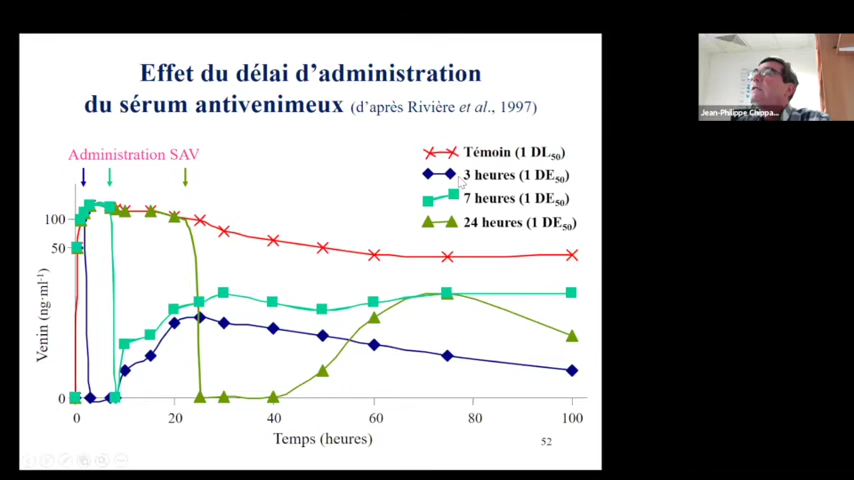 Effet du délai d'administration
du sérum antivenimeux (d'après Rivière et al., 1997)
Jean-Philippe Chippa...
Administration SAV
Témoin (1 DL50)
3 heures (1 DE50)
7 heures (1 DE50)
24 heures (1 DE50)
100
50
0
Venin (ng·ml-1)
0 20 40 60 80 100
Temps (heures)
52